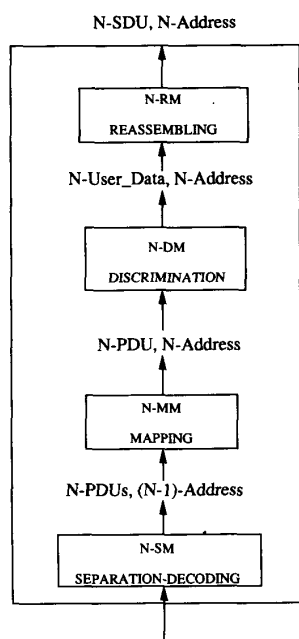 N-SDU, N-Address
N-RM
REASSEMBLING
N-User_Data, N-Address
N-DM
DISCRIMINATION
N-PDU, N-Address
N-MM
MAPPING
N-PDUs, (N-1)-Address
N-SM
SEPARATION-DECODING